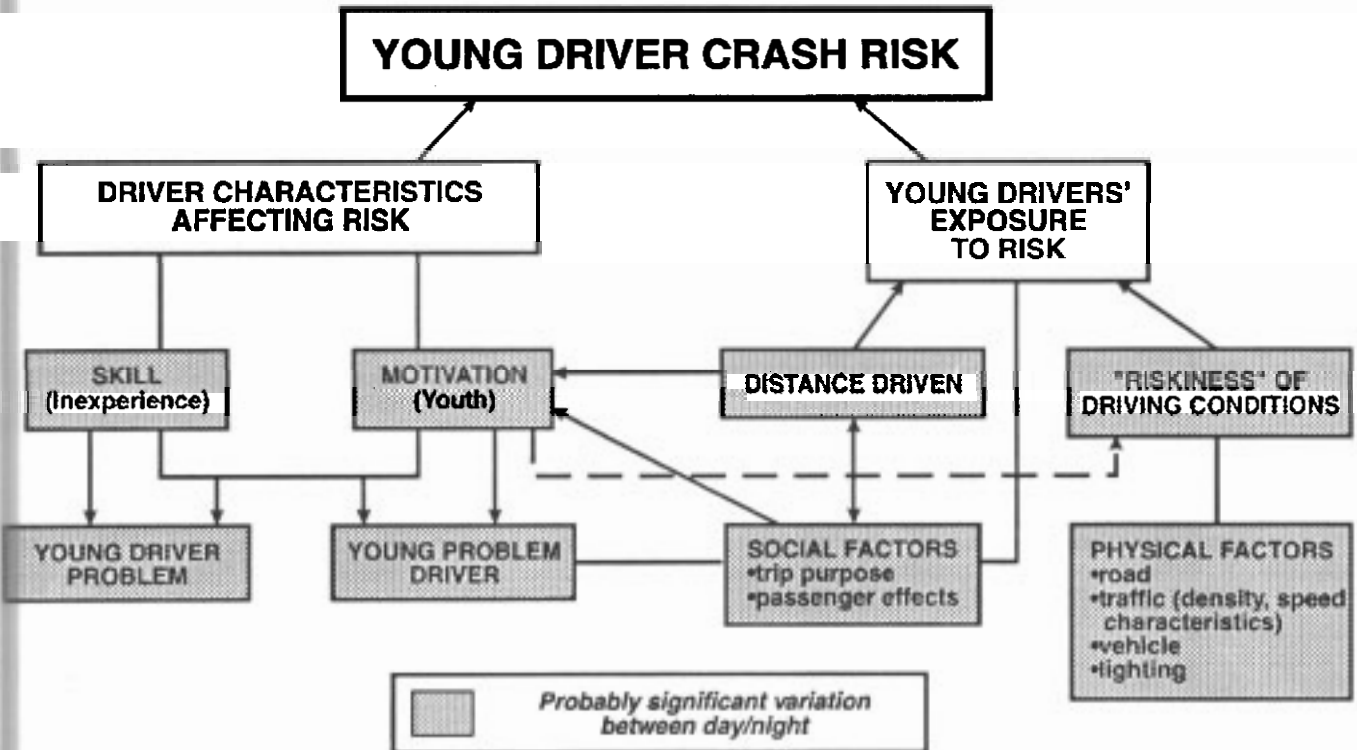 YOUNG DRIVER CRASH RISK
DRIVER CHARACTERISTICS
AFFECTING RISK
YOUNG DRIVERS'
EXPOSURE
TO RISK
SKILL
(Inexperience)
MOTIVATION
(Youth)
DISTANCE DRIVEN
"RISKINESS" OF
DRIVING CONDITIONS
YOUNG DRIVER
PROBLEM
YOUNG PROBLEM
DRIVER
SOCIAL FACTORS
•trip purpose
•passenger effects
PHYSICAL FACTORS
•road
•traffic (density, speed
characteristics)
•vehicle
•lighting
Probably significant variation
between day/night